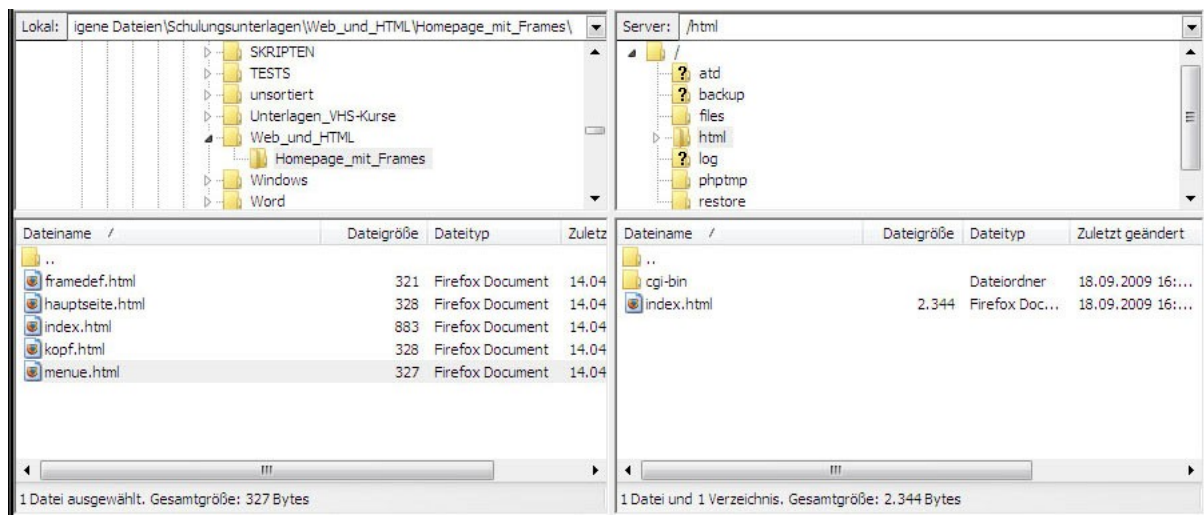 Lokal: igene Dateien\Schulungsunterlagen\Web_und_HTML\Homepage_mit_Frames\
SKRIPTEN
TESTS
unsortiert
Unterlagen_VHS-Kurse
Web_und_HTML
Homepage_mit_Frames
Windows
Word
Dateiname / Dateigröße Dateityp Zuletz
..
framedef.html 321 Firefox Document 14.04
hauptseite.html 328 Firefox Document 14.04
index.html 883 Firefox Document 14.04
kopf.html 328 Firefox Document 14.04
menue.html 327 Firefox Document 14.04
1 Datei ausgewählt. Gesamtgröße: 327 Bytes
Server: /html
/
? atd
? backup
files
html
? log
phptmp
restore
Dateiname / Dateigröße Dateityp Zuletzt geändert
..
cgi-bin Dateiordner 18.09.2009 16:...
index.html 2.344 Firefox Doc... 18.09.2009 16:...
1 Datei und 1 Verzeichnis. Gesamtgröße: 2.344 Bytes